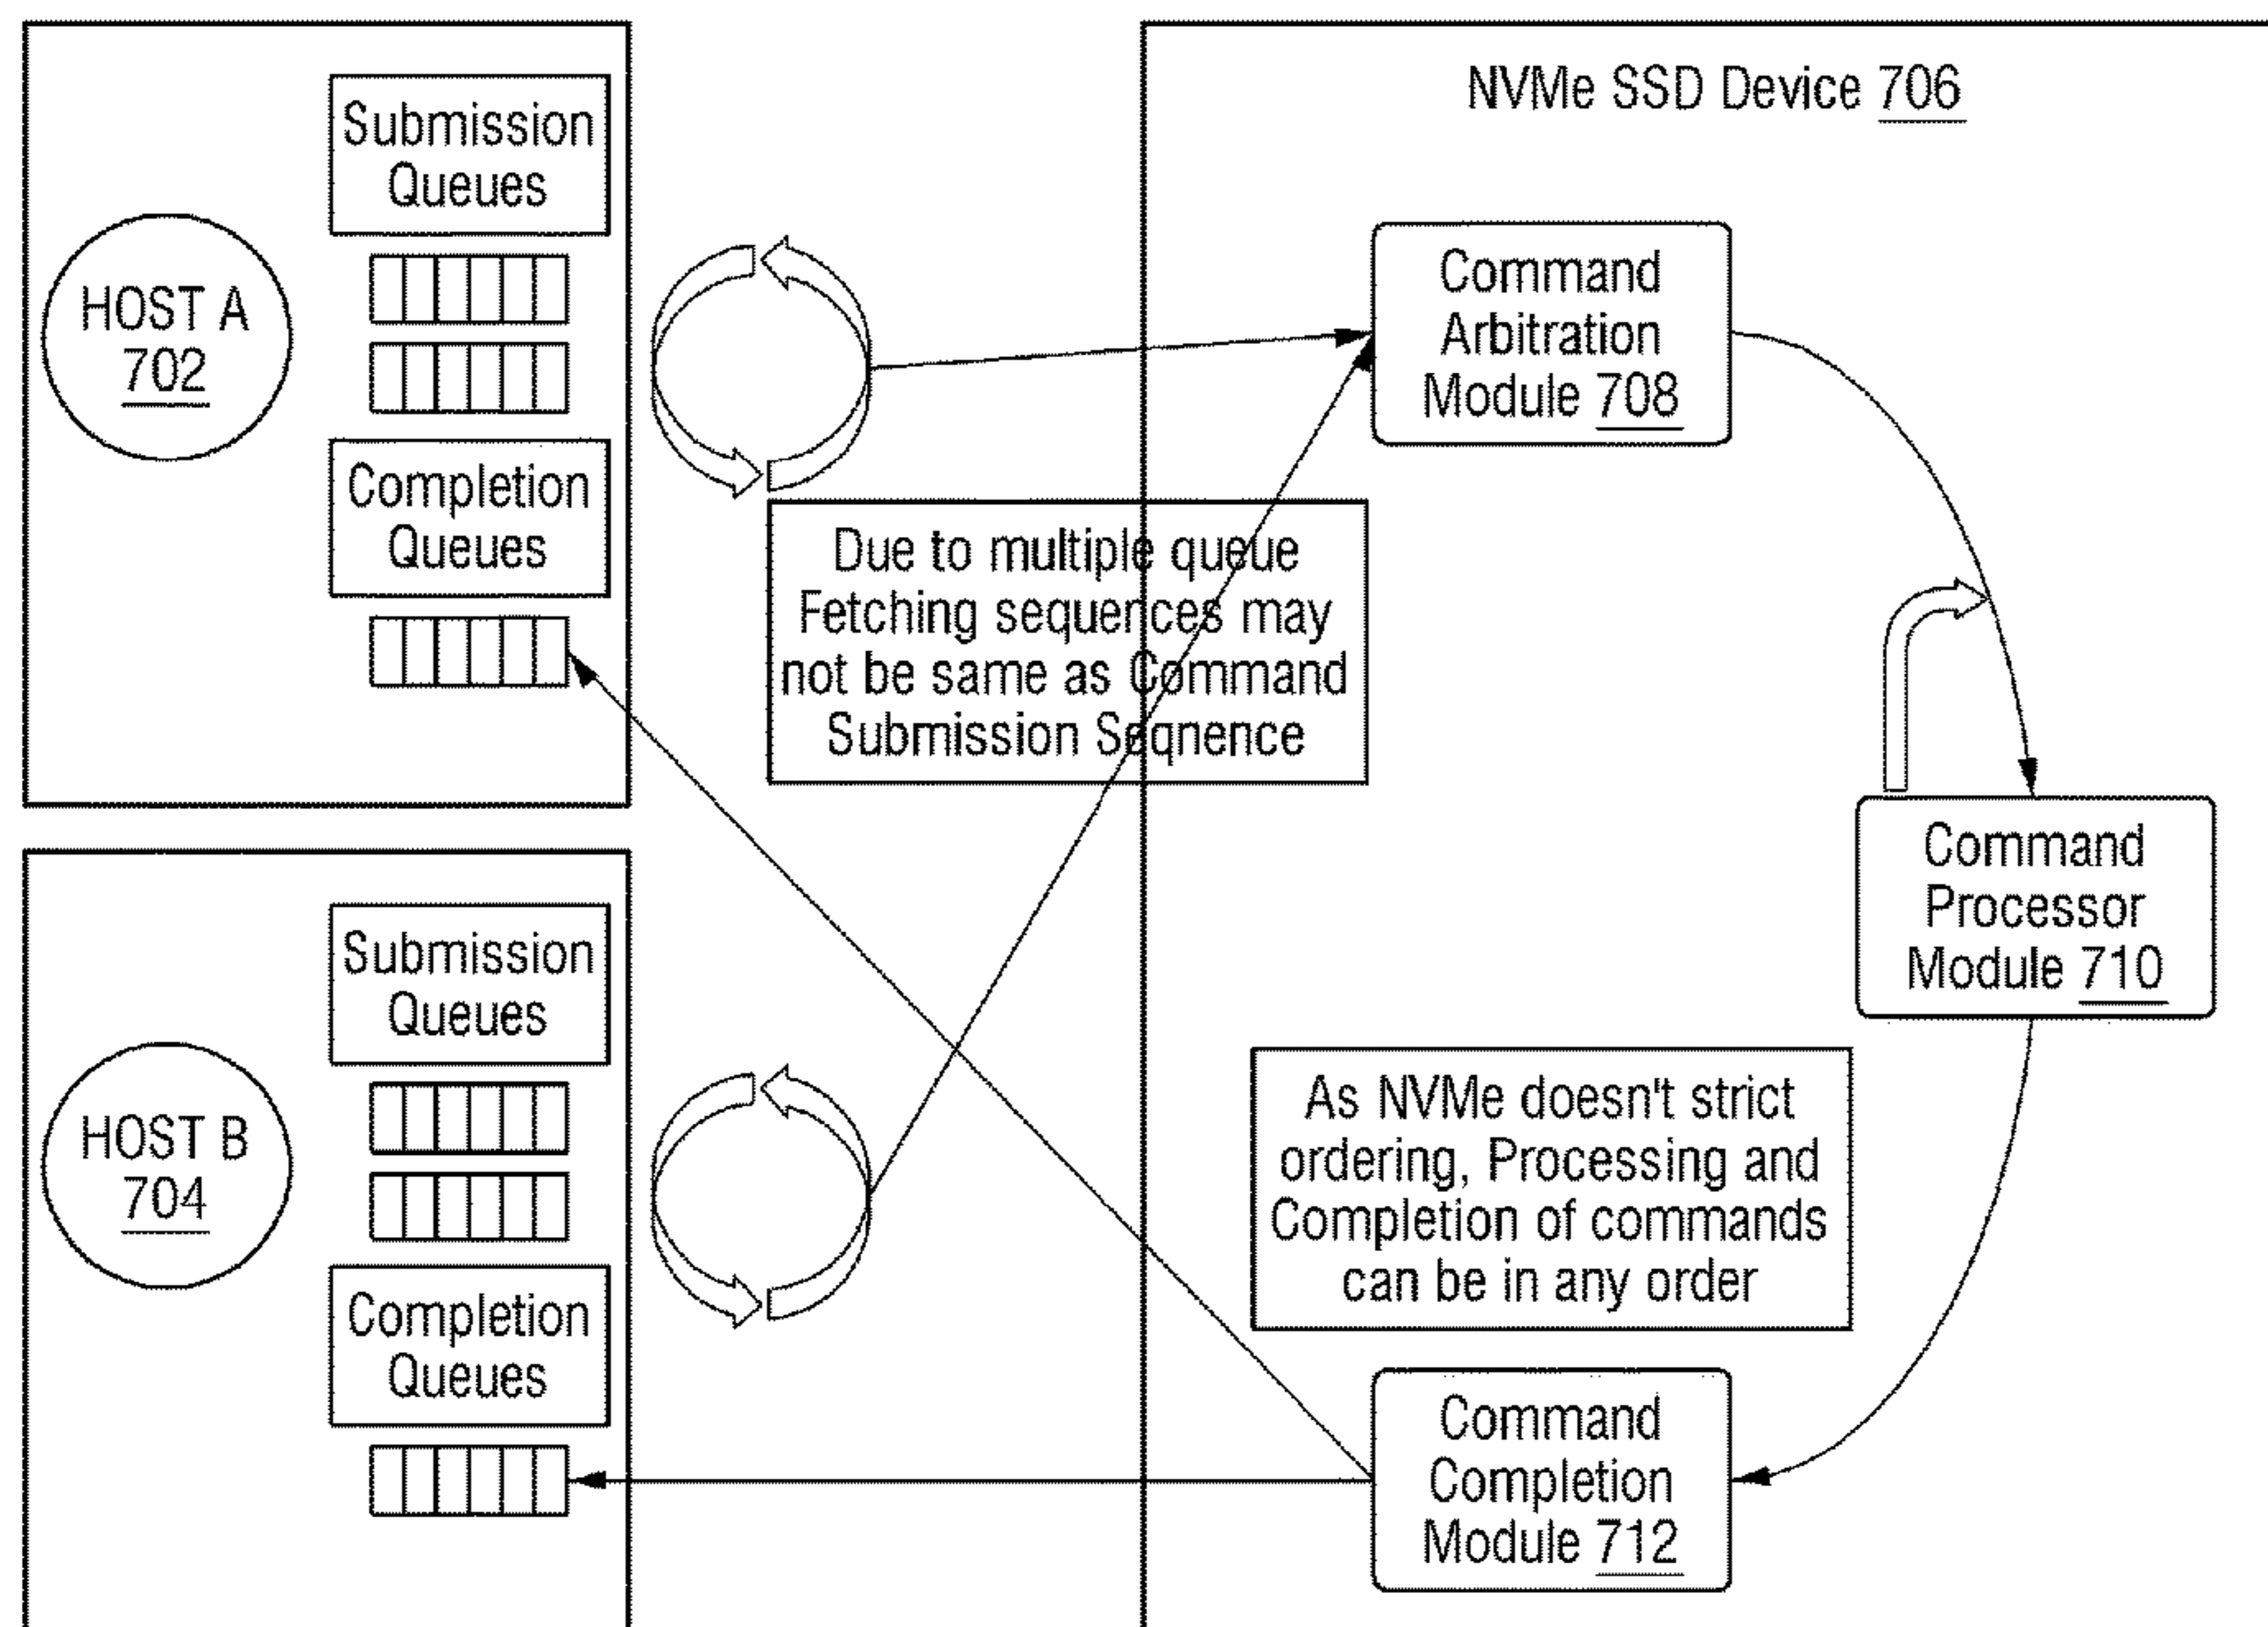 Submission
Queues
HOST A
702
Completion
Queues
Due to multiple queue
Fetching sequences may
not be same as Command
Submission Seqnence
NVMe SSD Device 706
Command
Arbitration
Module 708
Command
Processor
Module 710
Submission
Queues
HOST B
704
Completion
Queues
As NVMe doesn't strict
ordering, Processing and
Completion of commands
can be in any order
Command
Completion
Module 712